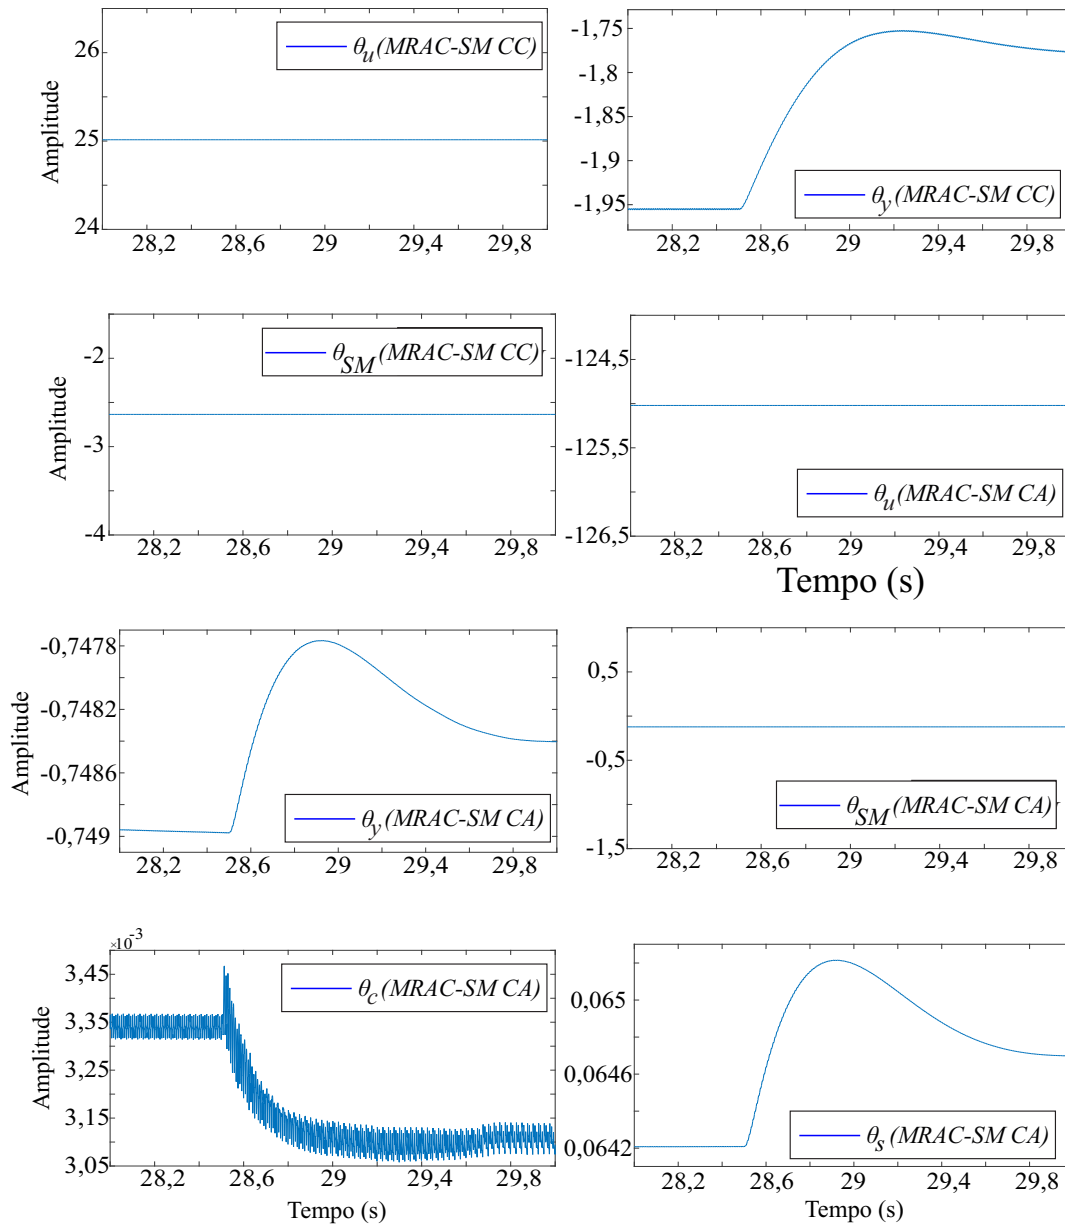 26
25
24
Amplitude
θu (MRAC-SM CC)
28,2 28,6 29 29,4 29,8
-1,75
-1,8
-1,85
-1,9
-1,95
θy (MRAC-SM CC)
28,2 28,6 29 29,4 29,8
-2
-3
-4
Amplitude
θSM (MRAC-SM CC)
28,2 28,6 29 29,4 29,8
-124,5
-125,5
-126,5
θu (MRAC-SM CA)
28,2 28,6 29 29,4 29,8
Tempo (s)
-0,7478
-0,7482
-0,7486
-0,749
Amplitude
θy (MRAC-SM CA)
28,2 28,6 29 29,4 29,8
0,5
-0,5
-1,5
θSM (MRAC-SM CA)
28,2 28,6 29 29,4 29,8
×10-3
3,45
3,35
3,25
3,15
3,05
Amplitude
θc (MRAC-SM CA)
28,2 28,6 29 29,4 29,8
Tempo (s)
0,065
0,0646
0,0642
θs (MRAC-SM CA)
28,2 28,6 29 29,4 29,8
Tempo (s)